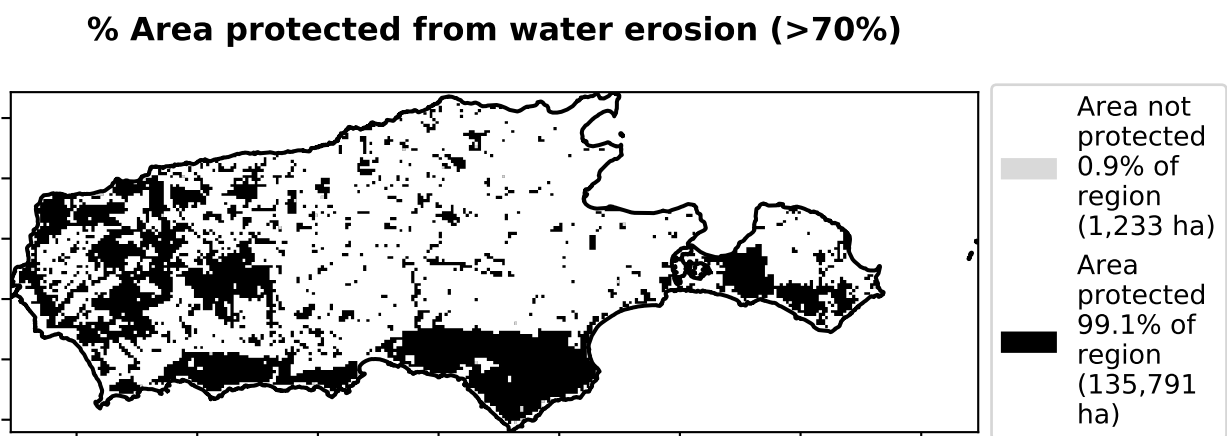 % Area protected from water erosion (>70%)
Area not
protected
0.9% of
region
(1,233 ha)
Area
protected
99.1% of
region
(135,791
ha)